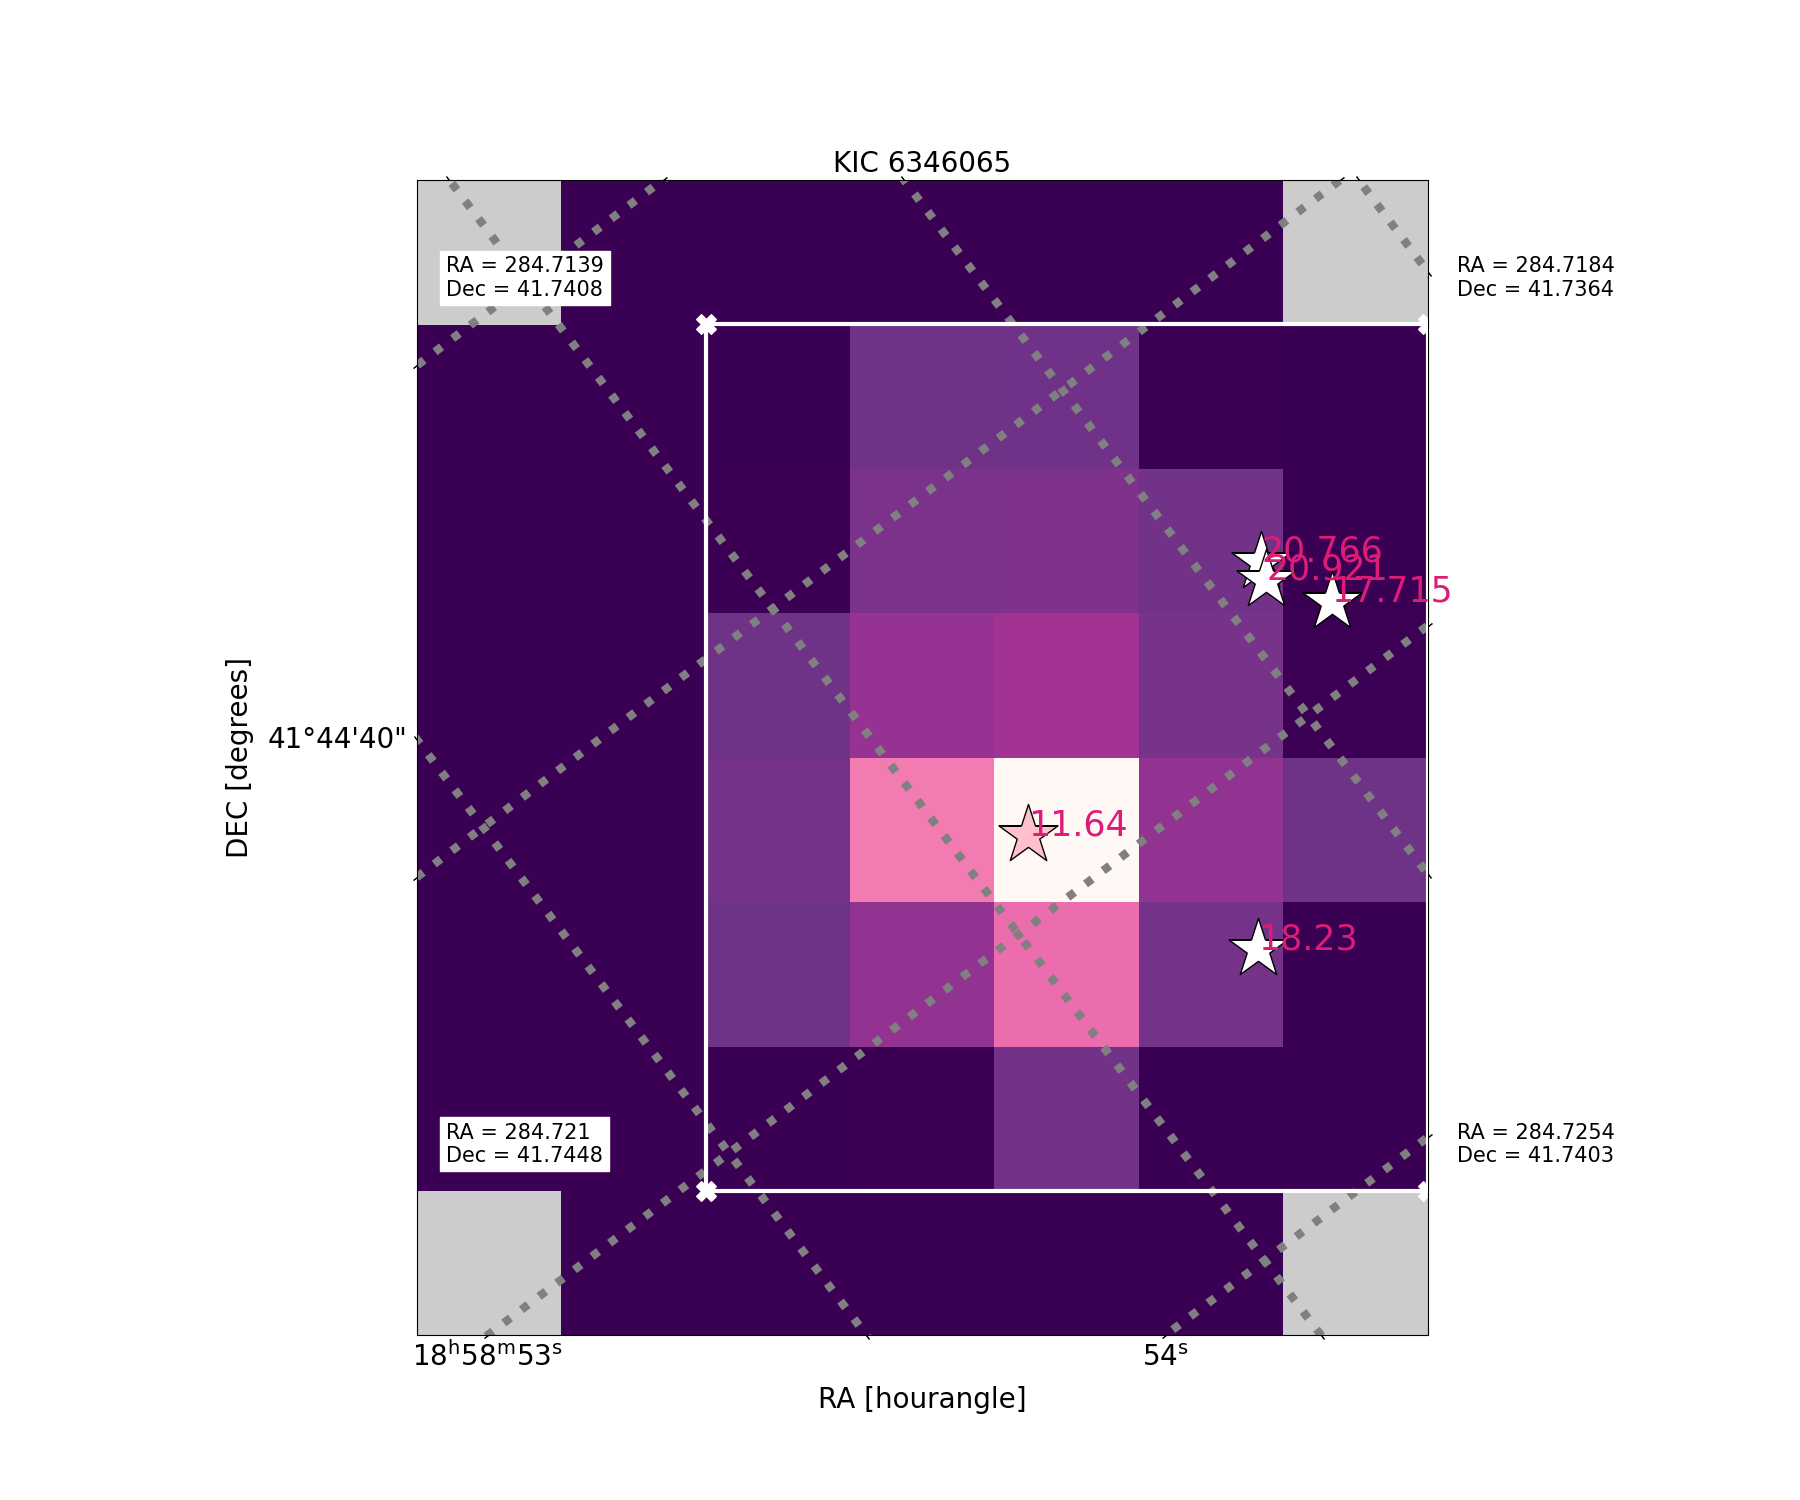 KIC 6346065
RA = 284.7139
Dec = 41.7408
RA = 284.7184
Dec = 41.7364
20.766
20.921
17.715
DEC [degrees]
41°44'40"
11.64
18.23
RA = 284.721
Dec = 41.7448
RA = 284.7254
Dec = 41.7403
18ʰ58ᵐ53ˢ
54ˢ
RA [hourangle]